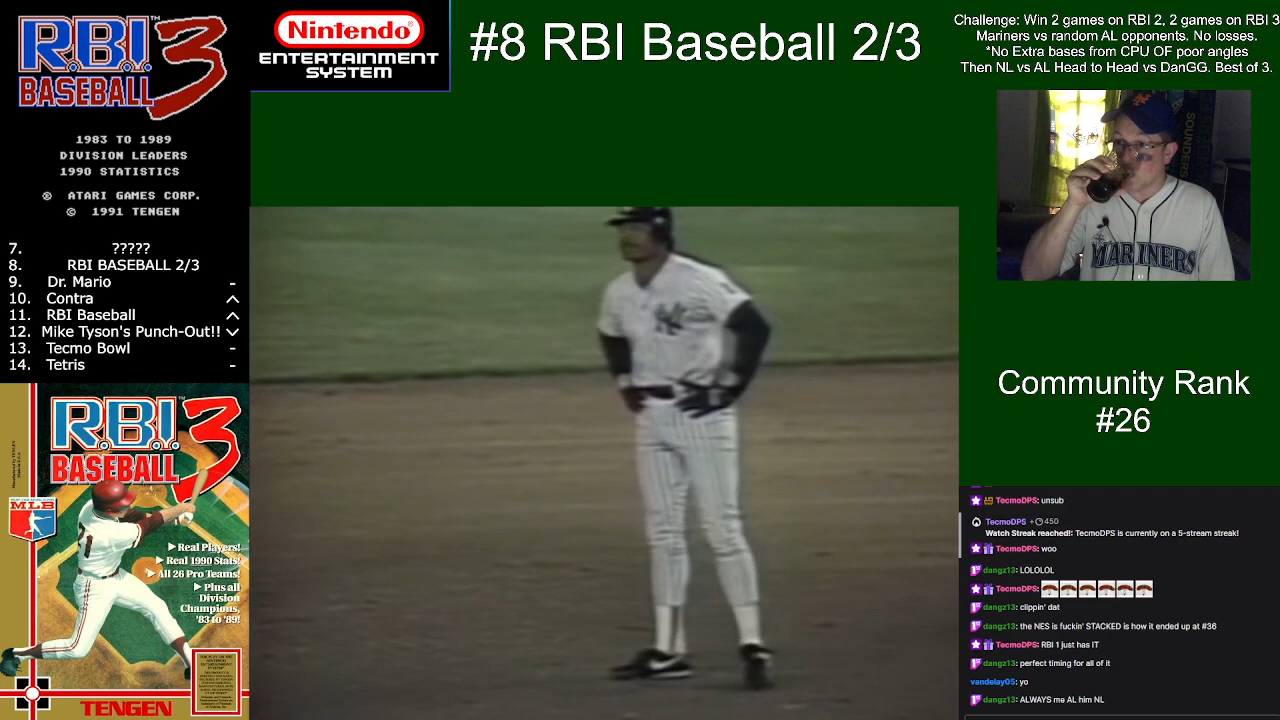 R.B.I. 3
BASEBALL
™
1983 TO 1989
DIVISION LEADERS
1990 STATISTICS
® ATARI GAMES CORP.
© 1991 TENGEN
7. ?????
8. RBI BASEBALL 2/3
9. Dr. Mario -
10. Contra ^
11. RBI Baseball ^
12. Mike Tyson's Punch-Out!! v
13. Tecmo Bowl -
14. Tetris -
R.B.I. 3
BASEBALL
™
MLB
21
▶ Real Players!
▶ Real 1990 Stats!
▶ All 26 Pro Teams!
▶ Plus all
Division
Champions,
'83 to '89!
TENGEN
Nintendo®
ENTERTAINMENT
SYSTEM
#8 RBI Baseball 2/3
NY
Challenge: Win 2 games on RBI 2, 2 games on RBI 3
Mariners vs random AL opponents. No losses.
*No Extra bases from CPU OF poor angles
Then NL vs AL Head to Head vs DanGG. Best of 3.
SOUNDERS
MARINERS
Community Rank
#26
TecmoDPS: unsub
TecmoDPS +450
Watch Streak reached!: TecmoDPS is currently on a 5-stream streak!
TecmoDPS: woo
dangz13: LOLOLOL
TecmoDPS:
dangz13: clippin' dat
dangz13: the NES is fuckin' STACKED is how it ended up at #36
TecmoDPS: RBI 1 just has IT
dangz13: perfect timing for all of it
vandelay05: yo
dangz13: ALWAYS me AL him NL